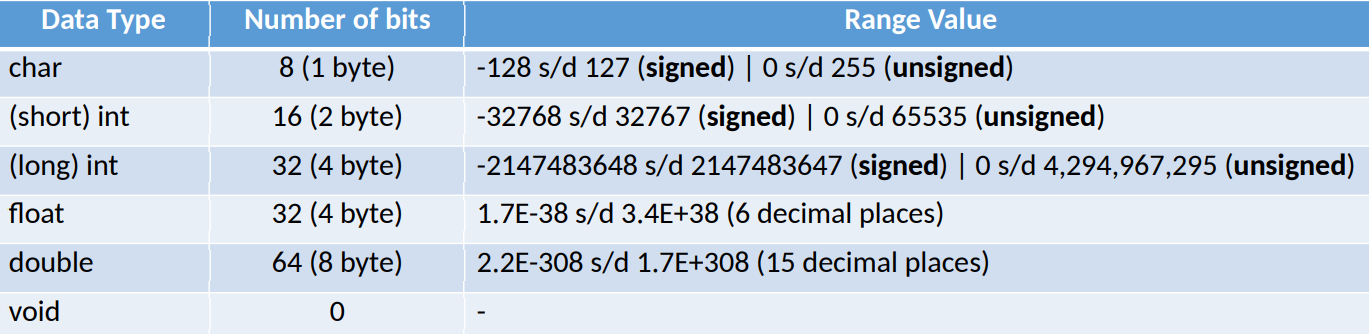 Data Type Number of bits Range Value
char 8 (1 byte) -128 s/d 127 (signed) | 0 s/d 255 (unsigned)
(short) int 16 (2 byte) -32768 s/d 32767 (signed) | 0 s/d 65535 (unsigned)
(long) int 32 (4 byte) -2147483648 s/d 2147483647 (signed) | 0 s/d 4,294,967,295 (unsigned)
float 32 (4 byte) 1.7E-38 s/d 3.4E+38 (6 decimal places)
double 64 (8 byte) 2.2E-308 s/d 1.7E+308 (15 decimal places)
void 0 -